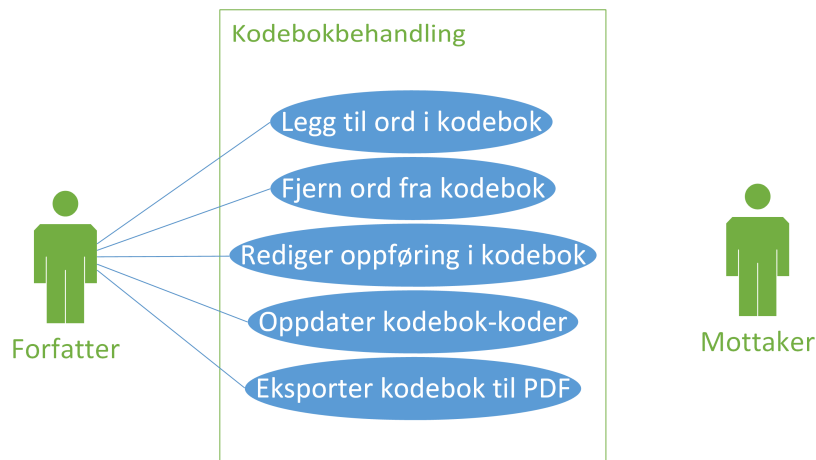 Kodebokbehandling
Legg til ord i kodebok
Fjern ord fra kodebok
Rediger oppføring i kodebok
Oppdater kodebok-koder
Eksporter kodebok til PDF
Forfatter
Mottaker